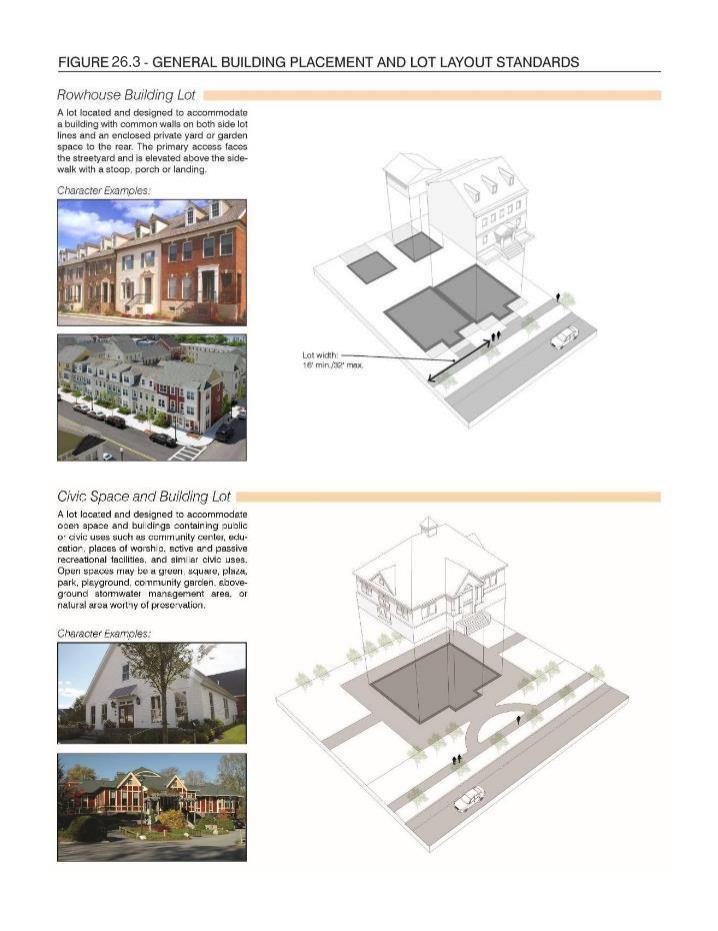 FIGURE 26.3 - GENERAL BUILDING PLACEMENT AND LOT LAYOUT STANDARDS
Rowhouse Building Lot
A lot located and designed to accommodate
a building with common walls on both side lot
lines and an enclosed private yard or garden
space to the rear. The primary access faces
the streetyard and is elevated above the side-
walk with a stoop, porch or landing.
Character Examples:
Lot width:
16' min./32' max.
Civic Space and Building Lot
A lot located and designed to accommodate
open space and buildings containing public
or civic uses such as community center, edu-
cation, places of worship, active and passive
recreational facilities, and similar civic uses.
Open spaces may be a green, square, plaza,
park, playground, community garden, above-
ground stormwater management area, or
natural area worthy of preservation.
Character Examples: